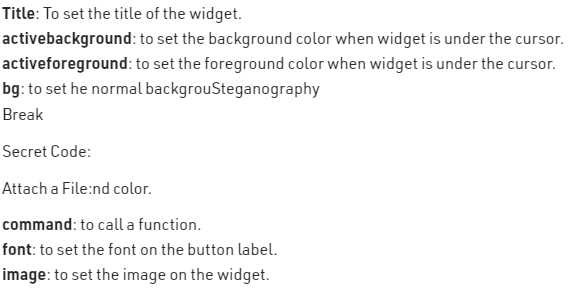 Title: To set the title of the widget.
activebackground: to set the background color when widget is under the cursor.
activeforeground: to set the foreground color when widget is under the cursor.
bg: to set he normal backgrouSteganography
Break
Secret Code:
Attach a File:nd color.
command: to call a function.
font: to set the font on the button label.
image: to set the image on the widget.